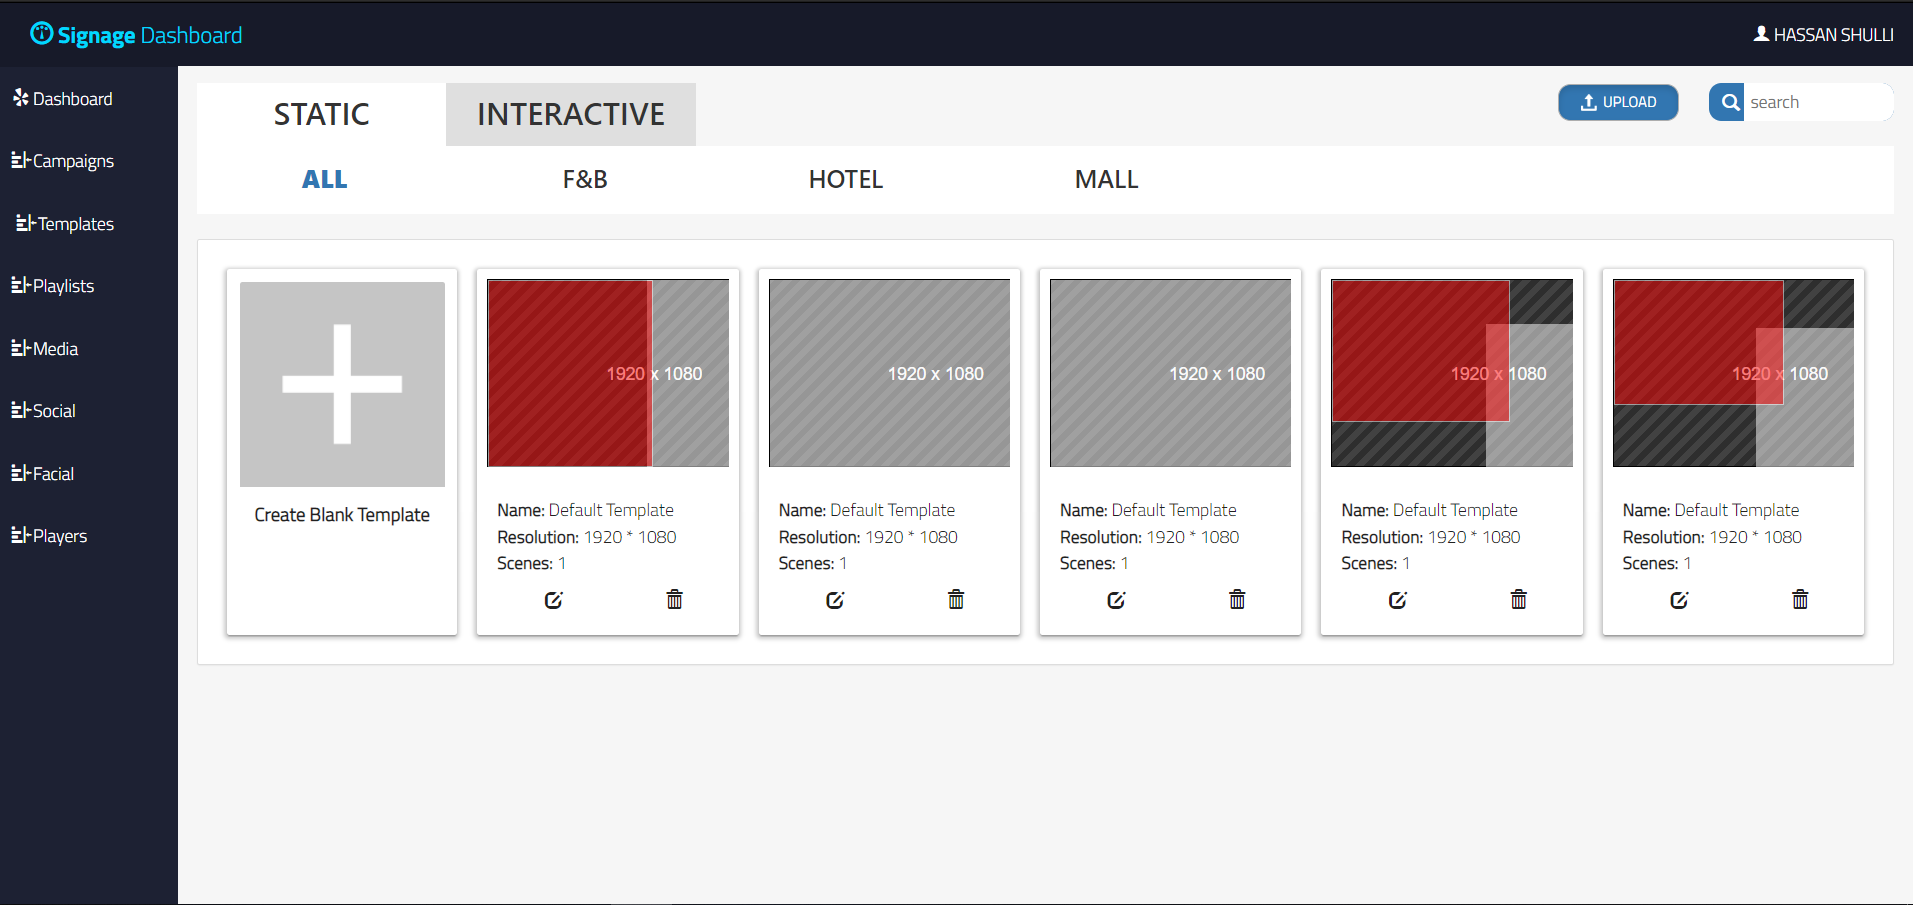 Signage Dashboard
HASSAN SHULLI
Dashboard
Campaigns
Templates
Playlists
Media
Social
Facial
Players
STATIC
INTERACTIVE
UPLOAD
search
ALL
F&B
HOTEL
MALL
Create Blank Template
1920 x 1080
Name: Default Template
Resolution: 1920 * 1080
Scenes: 1
1920 x 1080
Name: Default Template
Resolution: 1920 * 1080
Scenes: 1
1920 x 1080
Name: Default Template
Resolution: 1920 * 1080
Scenes: 1
1920 x 1080
Name: Default Template
Resolution: 1920 * 1080
Scenes: 1
1920 x 1080
Name: Default Template
Resolution: 1920 * 1080
Scenes: 1